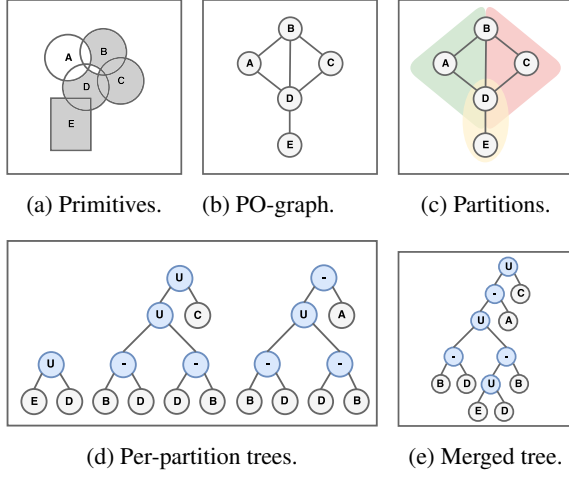 A B C D E
B
A C
D
E
B
A C
D
E
(a) Primitives. (b) PO-graph. (c) Partitions.
U -
U C U A
U - - - -
E D B D D B B D D B
U
- C
U A
- -
B D U B
E D
(d) Per-partition trees. (e) Merged tree.